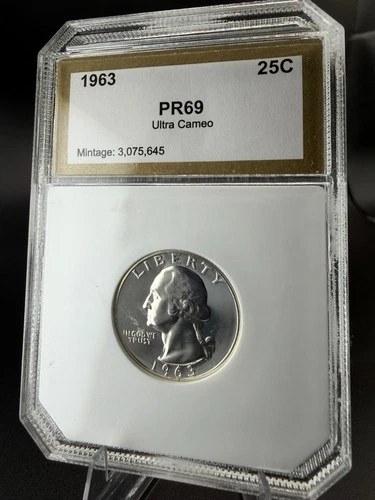 1963 25C
PR69
Ultra Cameo
Mintage: 3,075,645
LIBERTY
IN GOD WE
TRUST
1963